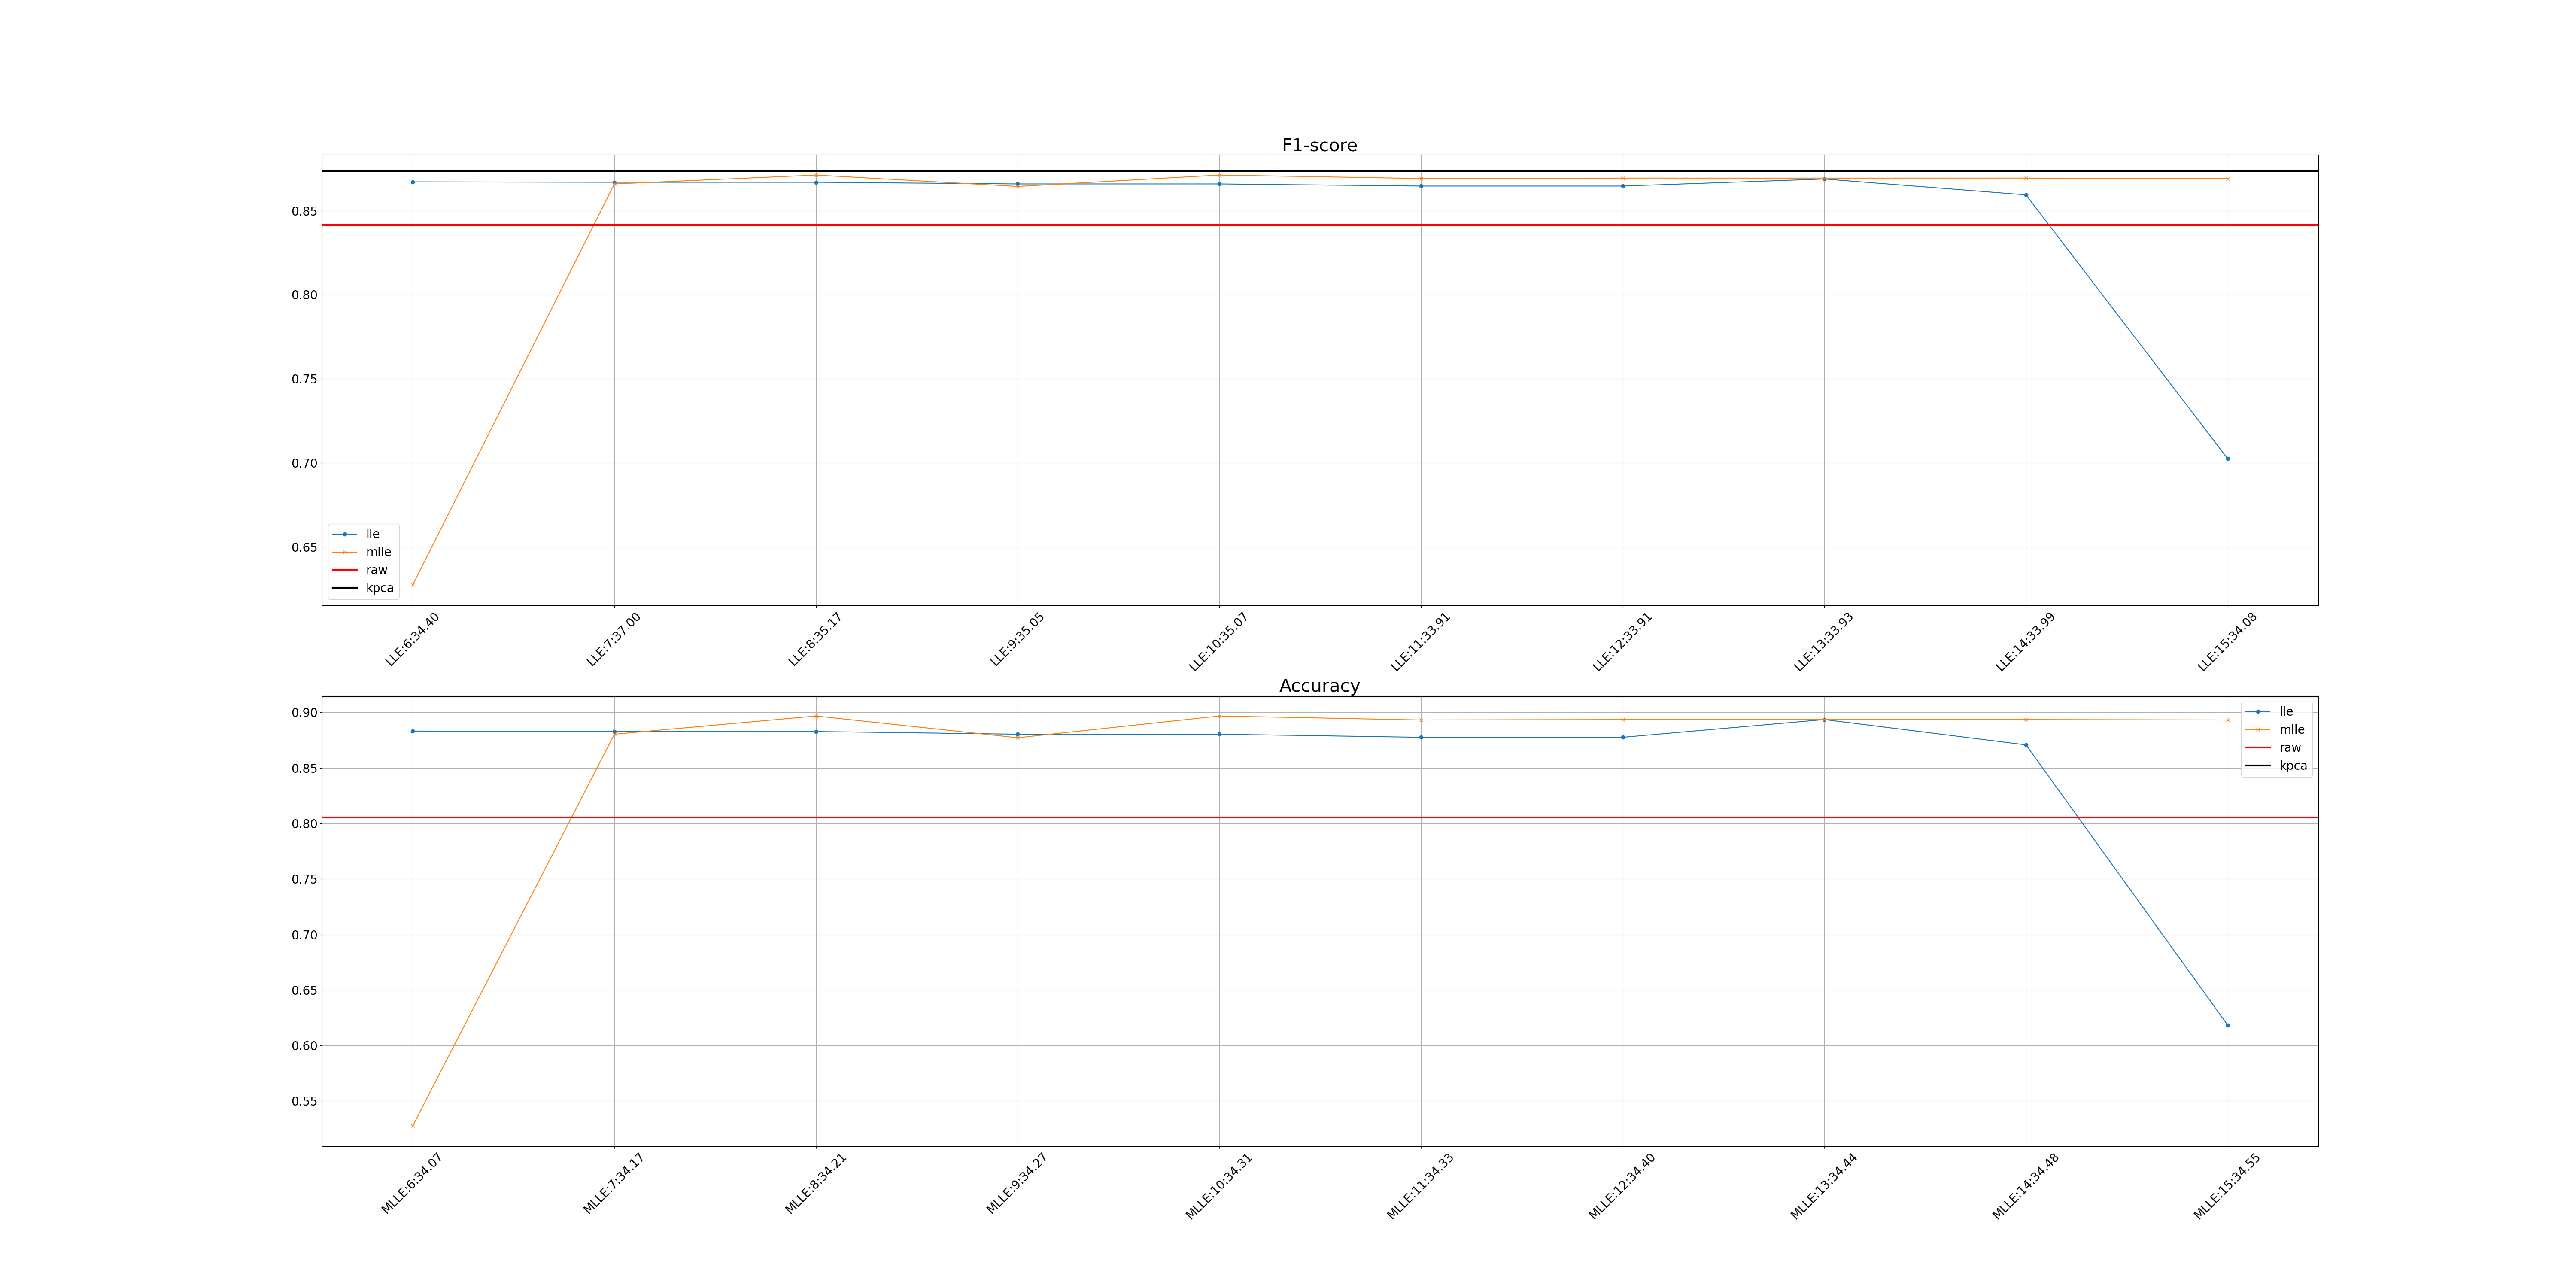 F1-score
0.85
0.80
0.75
0.70
0.65
lle
mlle
raw
kpca
LLE:6:34.40
LLE:7:37.00
LLE:8:35.17
LLE:9:35.05
LLE:10:35.07
LLE:11:33.91
LLE:12:33.91
LLE:13:33.93
LLE:14:33.99
LLE:15:34.08
Accuracy
0.90
0.85
0.80
0.75
0.70
0.65
0.60
0.55
lle
mlle
raw
kpca
MLLE:6:34.07
MLLE:7:34.17
MLLE:8:34.21
MLLE:9:34.27
MLLE:10:34.31
MLLE:11:34.33
MLLE:12:34.40
MLLE:13:34.44
MLLE:14:34.48
MLLE:15:34.55